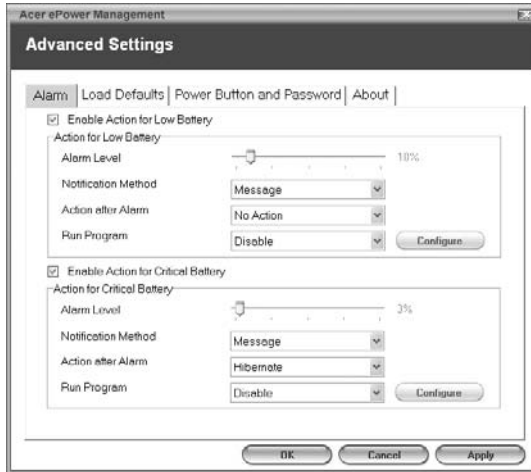 Acer ePower Management
Advanced Settings
Alarm | Load Defaults | Power Button and Password | About |
Enable Action for Low Battery
Action for Low Battery
Alarm Level 10%
Notification Method Message
Action after Alarm No Action
Run Program Disable Configure
Enable Action for Critical Battery
Action for Critical Battery
Alarm Level 3%
Notification Method Message
Action after Alarm Hibernate
Run Program Disable Configure
OK Cancel Apply